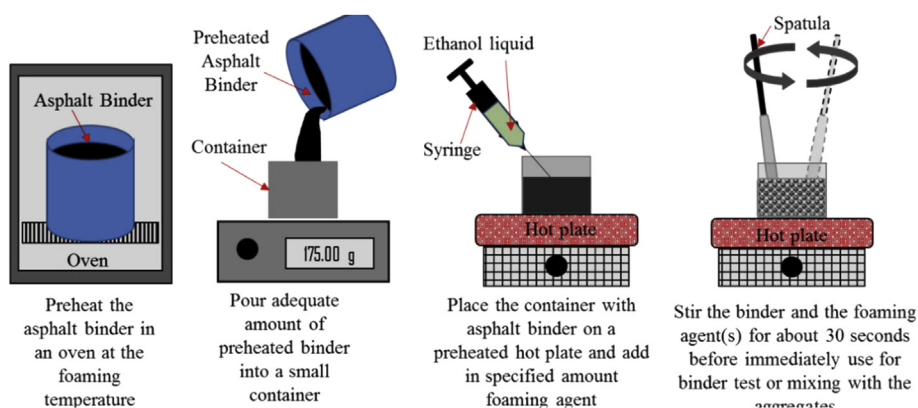 Asphalt Binder
Oven
Preheat the
asphalt binder in
an oven at the
foaming
temperature
Preheated
Asphalt
Binder
Container
175.00 g
Pour adequate
amount of
preheated binder
into a small
container
Ethanol liquid
Syringe
Hot plate
Place the container with
asphalt binder on a
preheated hot plate and add
in specified amount
foaming agent
Spatula
Hot plate
Stir the binder and the foaming
agent(s) for about 30 seconds
before immediately use for
binder test or mixing with the
aggregates